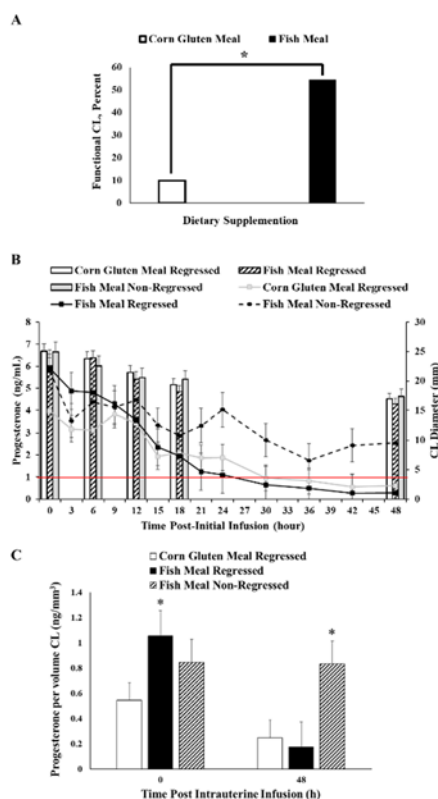 A
Corn Gluten Meal Fish Meal
*
60
50
40
30
20
10
0
Functional CL, Percent
Dietary Supplemention
B
Corn Gluten Meal Regressed Fish Meal Regressed
Fish Meal Non-Regressed Corn Gluten Meal Regressed
Fish Meal Regressed Fish Meal Non-Regressed
8
7
6
5
4
3
2
1
0
Progesterone (ng/mL)
30
25
20
15
10
5
0
CL Diameter (mm)
0 3 6 9 12 15 18 21 24 27 30 33 36 39 42 45 48
Time Post-Initial Infusion (hour)
C
Corn Gluten Meal Regressed
Fish Meal Regressed
Fish Meal Non-Regressed
1.4
1.2
1
0.8
0.6
0.4
0.2
0
Progesterone per volume CL (ng/mm³)
*
*
0 48
Time Post Intrauterine Infusion (h)